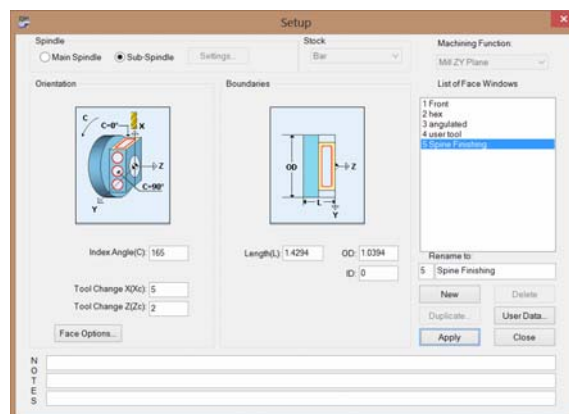 Setup
Spindle
Main Spindle
Sub-Spindle
Settings...
Stock
Bar
Machining Function:
Mill ZY Plane
Orientation
C
C=0°
X
Z
C=90°
Y
Index Angle(C): 165
Tool Change X(Xc): 5
Tool Change Z(Zc): 2
Face Options...
Boundaries
OD
Z
L
Y
Length(L): 1.4294
OD: 1.0394
ID: 0
List of Face Windows
1 Front
2 hex
3 angulated
4 user tool
5 Spine Finishing
Rename to:
5 Spine Finishing
New
Delete
Duplicate...
User Data...
Apply
Close
N
O
T
E
S